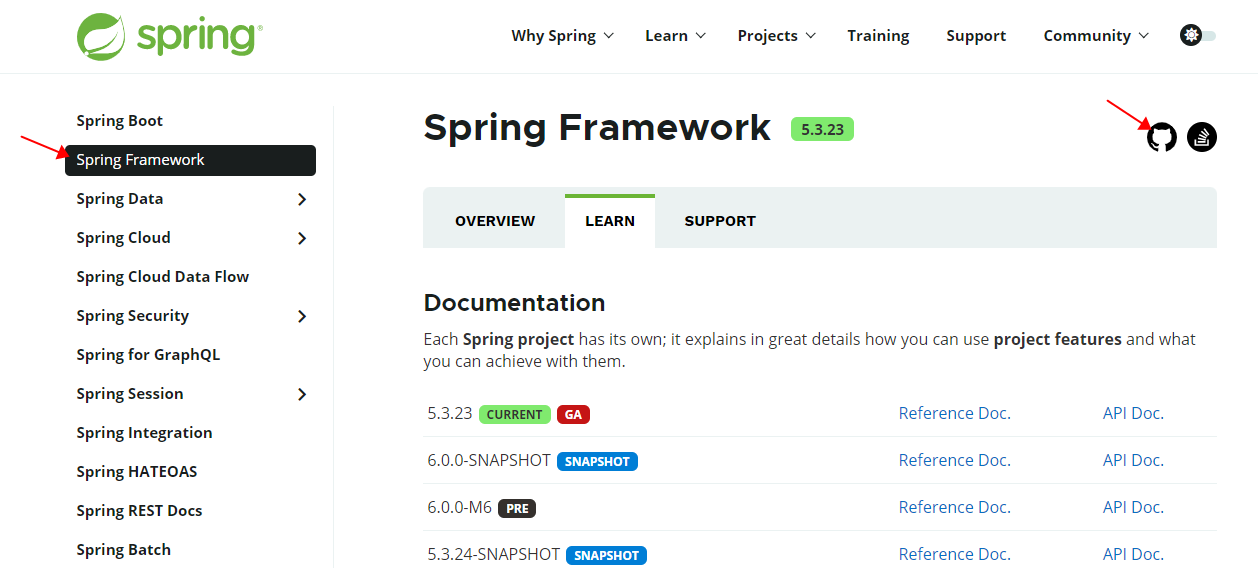 spring®
Why Spring Learn Projects Training Support Community
Spring Boot
Spring Framework
Spring Data
Spring Cloud
Spring Cloud Data Flow
Spring Security
Spring for GraphQL
Spring Session
Spring Integration
Spring HATEOAS
Spring REST Docs
Spring Batch
Spring Framework 5.3.23
OVERVIEW LEARN SUPPORT
Documentation
Each Spring project has its own; it explains in great details how you can use project features and what
you can achieve with them.
5.3.23 CURRENT GA Reference Doc. API Doc.
6.0.0-SNAPSHOT SNAPSHOT Reference Doc. API Doc.
6.0.0-M6 PRE Reference Doc. API Doc.
5.3.24-SNAPSHOT SNAPSHOT Reference Doc. API Doc.